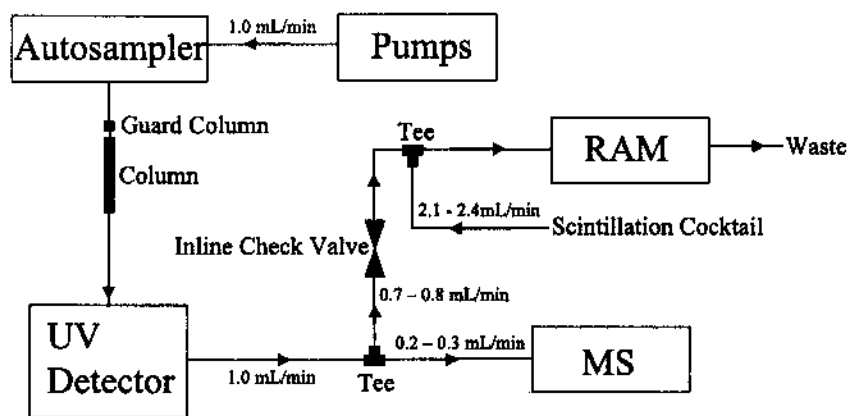 1.0 mL/min
Autosampler
Pumps
Guard Column
Tee
RAM
Waste
Column
2.1 - 2.4mL/min
Scintillation Cocktail
Inline Check Valve
0.7 – 0.8 mL/min
UV
Detector
0.2 – 0.3 mL/min
MS
1.0 mL/min
Tee